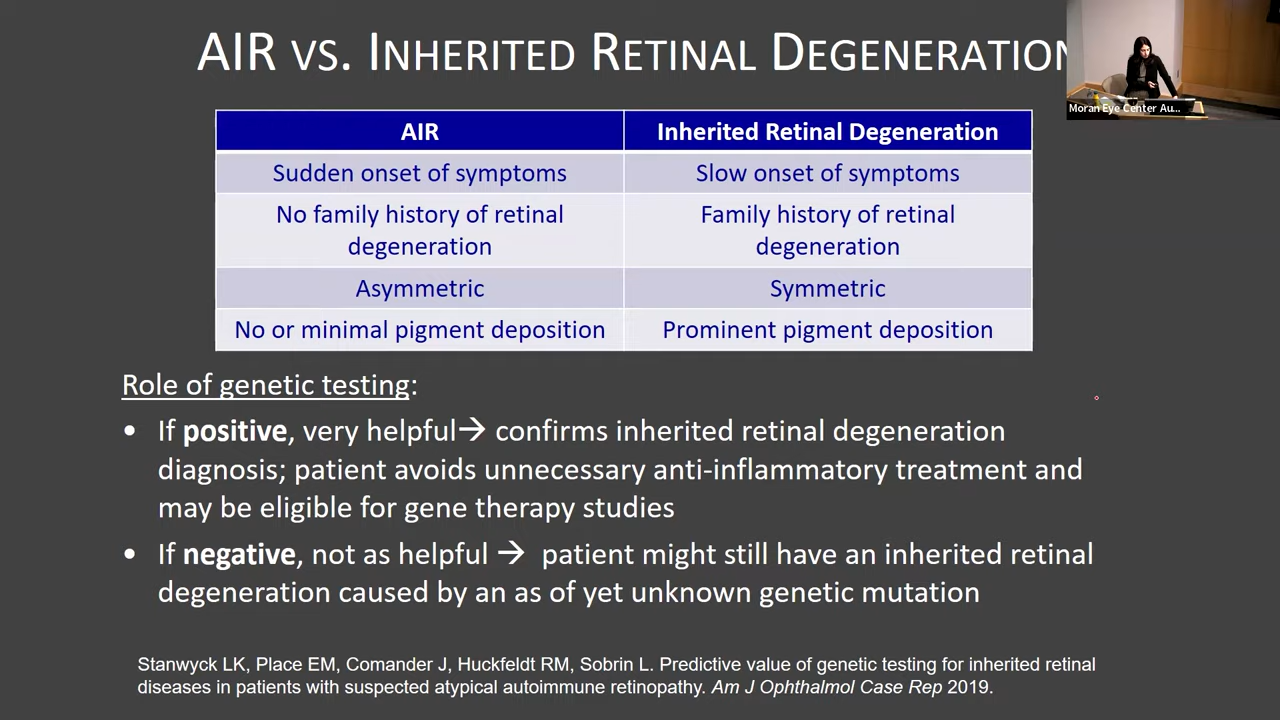 AIR VS. INHERITED RETINAL DEGENERATION
Moran Eye Center Au...
AIR
Inherited Retinal Degeneration
Sudden onset of symptoms
Slow onset of symptoms
No family history of retinal
degeneration
Family history of retinal
degeneration
Asymmetric
Symmetric
No or minimal pigment deposition
Prominent pigment deposition
Role of genetic testing:
• If positive, very helpful→ confirms inherited retinal degeneration
diagnosis; patient avoids unnecessary anti-inflammatory treatment and
may be eligible for gene therapy studies
• If negative, not as helpful → patient might still have an inherited retinal
degeneration caused by an as of yet unknown genetic mutation
Stanwyck LK, Place EM, Comander J, Huckfeldt RM, Sobrin L. Predictive value of genetic testing for inherited retinal
diseases in patients with suspected atypical autoimmune retinopathy. Am J Ophthalmol Case Rep 2019.